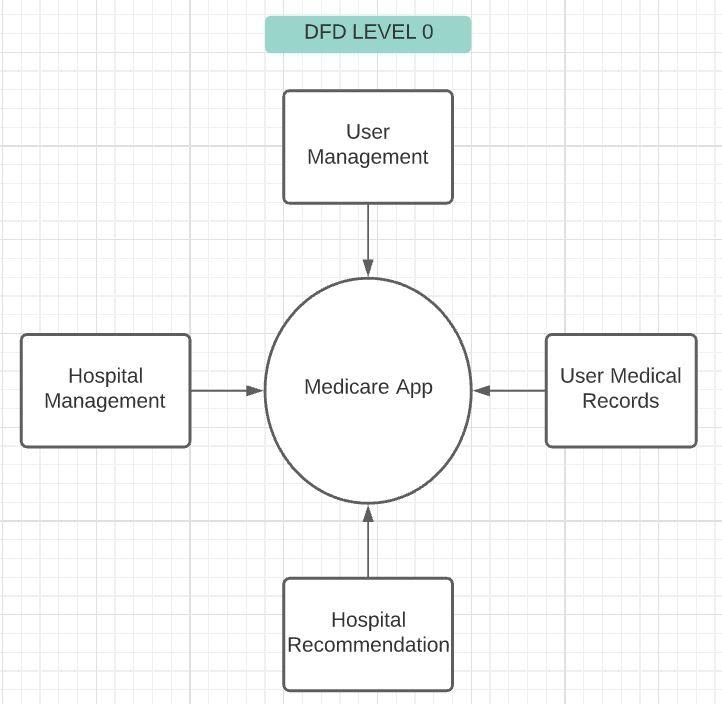 DFD LEVEL 0
User
Management
Hospital
Management
Medicare App
User Medical
Records
Hospital
Recommendation